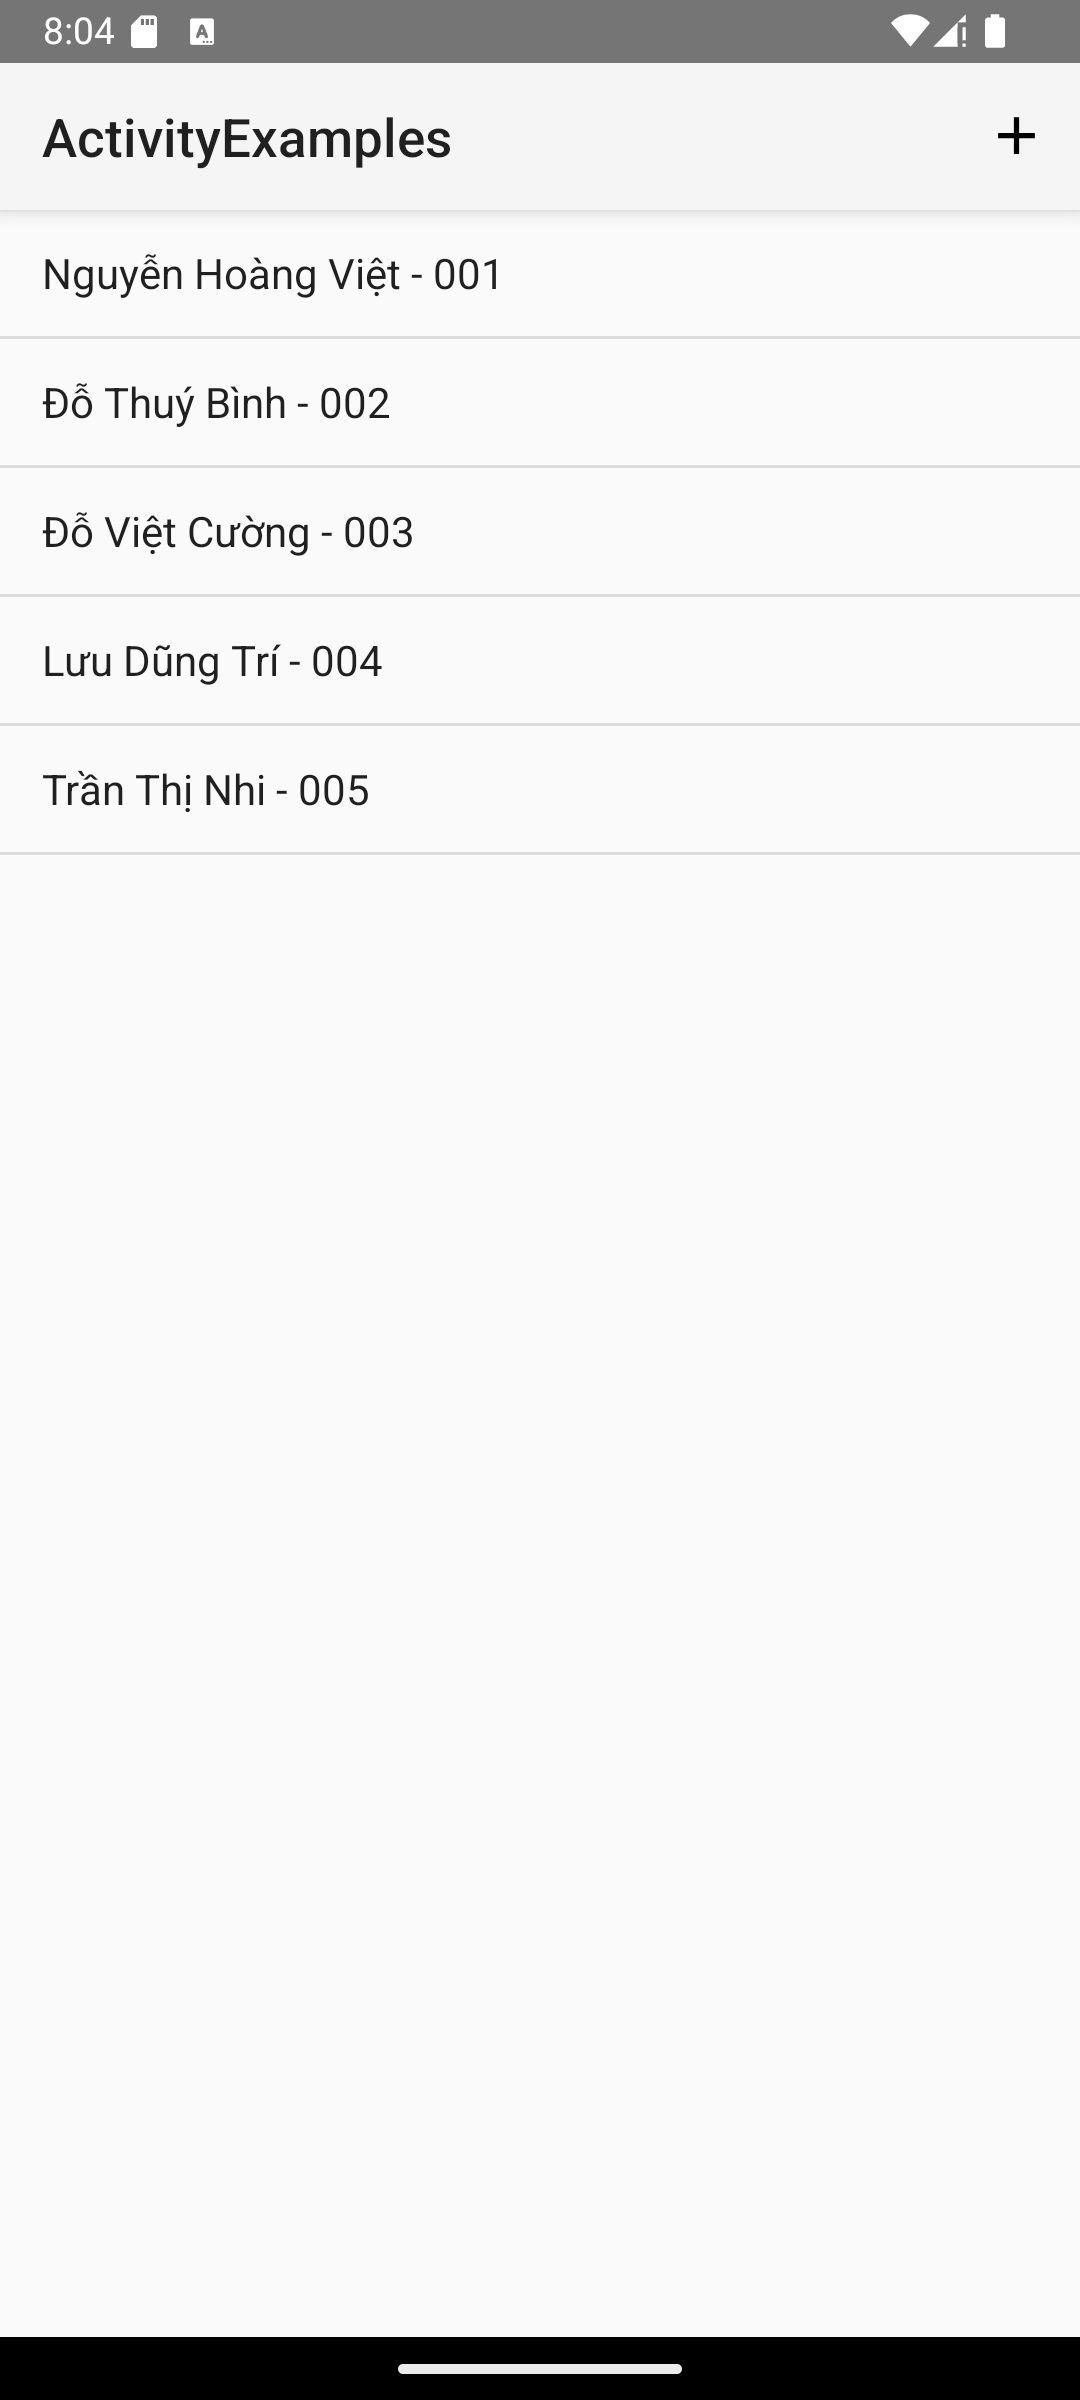 8:04
ActivityExamples
Nguyễn Hoàng Việt - 001
Đỗ Thuý Bình - 002
Đỗ Việt Cường - 003
Lưu Dũng Trí - 004
Trần Thị Nhi - 005